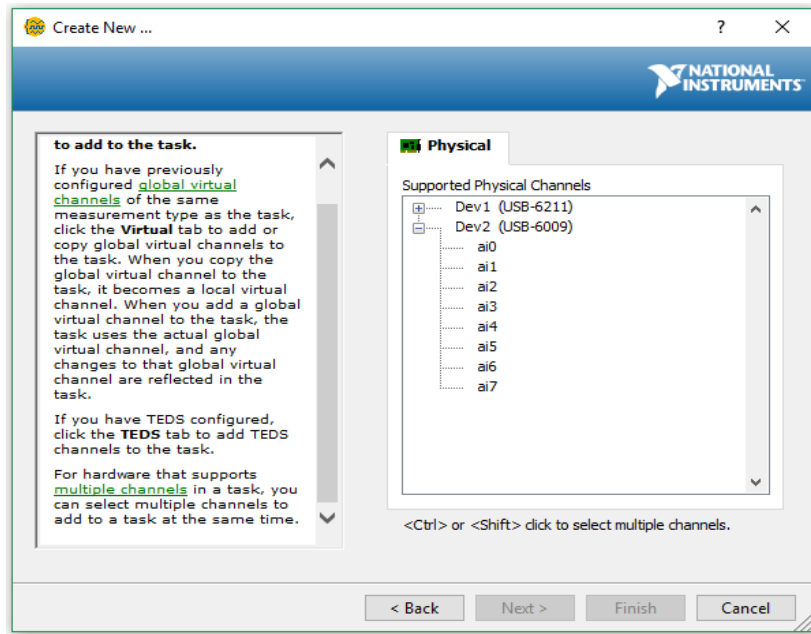 Create New ...
NATIONAL
INSTRUMENTS
to add to the task.
If you have previously
configured global virtual
channels of the same
measurement type as the task,
click the Virtual tab to add or
copy global virtual channels to
the task. When you copy the
global virtual channel to the
task, it becomes a local virtual
channel. When you add a global
virtual channel to the task, the
task uses the actual global
virtual channel, and any
changes to that global virtual
channel are reflected in the
task.
If you have TEDS configured,
click the TEDS tab to add TEDS
channels to the task.
For hardware that supports
multiple channels in a task, you
can select multiple channels to
add to a task at the same time.
Physical
Supported Physical Channels
Dev1 (USB-6211)
Dev2 (USB-6009)
ai0
ai1
ai2
ai3
ai4
ai5
ai6
ai7
<Ctrl> or <Shift> click to select multiple channels.
< Back
Next >
Finish
Cancel